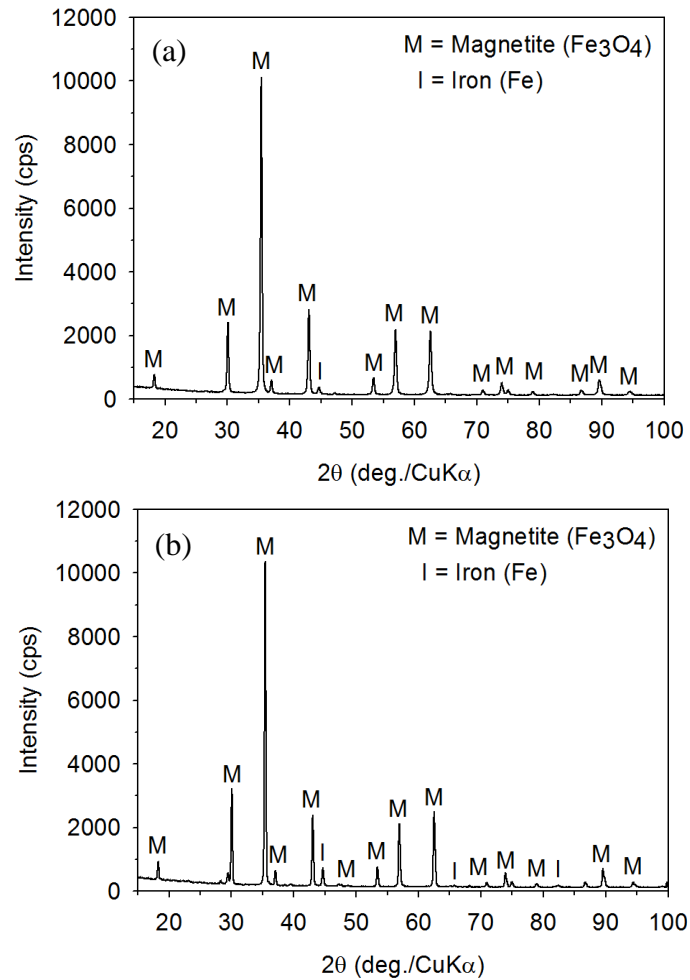 (a)
M = Magnetite (Fe3O4)
I = Iron (Fe)
Intensity (cps)
12000
10000
8000
6000
4000
2000
0
M
M
M
M
M
I
M
M
M
M
M
M
M
M
M
20 30 40 50 60 70 80 90 100
2θ (deg./CuKα)
(b)
M = Magnetite (Fe3O4)
I = Iron (Fe)
Intensity (cps)
12000
10000
8000
6000
4000
2000
0
M
M
M
M
M
I
M
M
M
M
I
M
M
M
I
M
M
20 30 40 50 60 70 80 90 100
2θ (deg./CuKα)